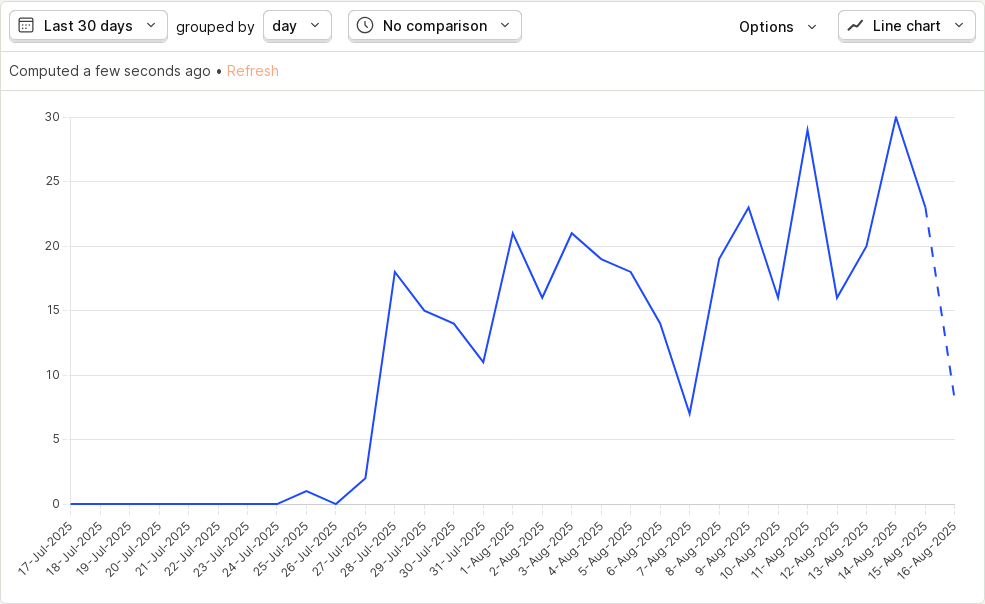 Last 30 days grouped by day No comparison Options Line chart
Computed a few seconds ago • Refresh
30
25
20
15
10
5
0
17-Jul-2025
18-Jul-2025
19-Jul-2025
20-Jul-2025
21-Jul-2025
22-Jul-2025
23-Jul-2025
24-Jul-2025
25-Jul-2025
26-Jul-2025
27-Jul-2025
28-Jul-2025
29-Jul-2025
30-Jul-2025
31-Jul-2025
1-Aug-2025
2-Aug-2025
3-Aug-2025
4-Aug-2025
5-Aug-2025
6-Aug-2025
7-Aug-2025
8-Aug-2025
9-Aug-2025
10-Aug-2025
11-Aug-2025
12-Aug-2025
13-Aug-2025
14-Aug-2025
15-Aug-2025
16-Aug-2025